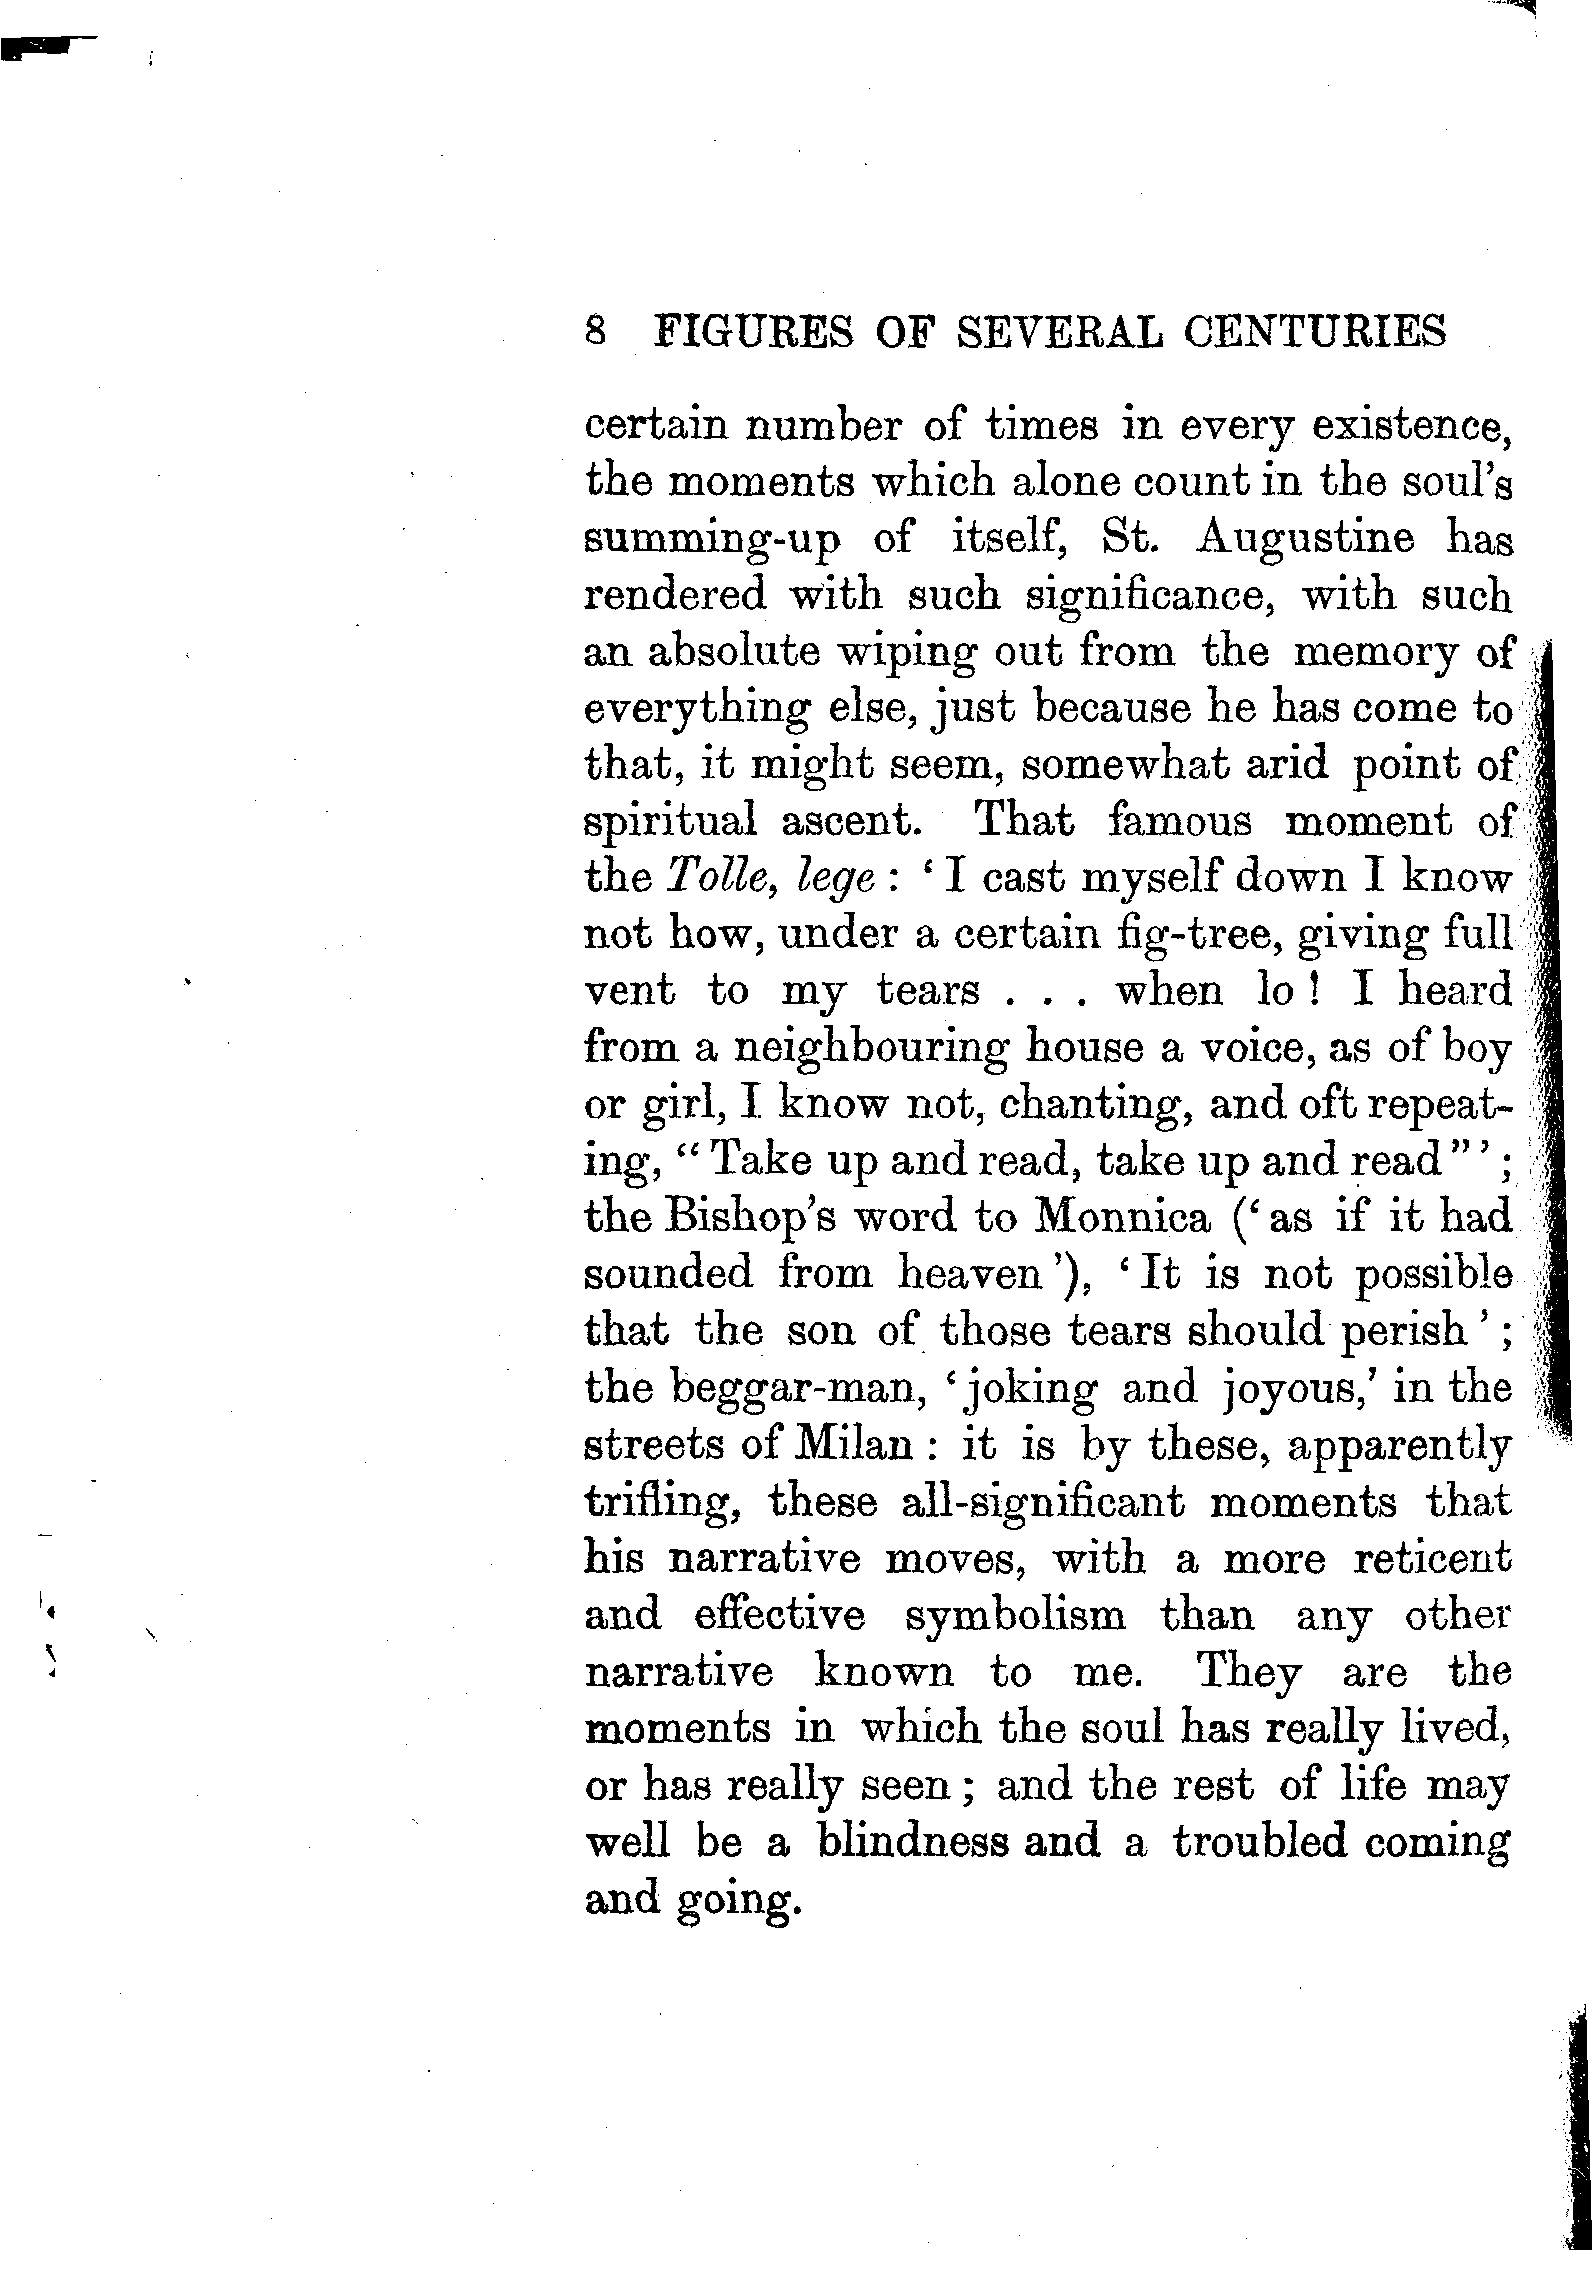 8 FIGURES OF SEVERAL CENTURIES
certain number of times in every existence,
the moments which alone count in the soul's
summing-up of itself, St. Augustine has
rendered with such significance, with such
an absolute wiping out from the memory of
everything else, just because he has come to
that, it might seem, somewhat arid point of
spiritual ascent. That famous moment of
the Tolle, lege : ‘ I cast myself down I know
not how, under a certain fig-tree, giving full
vent to my tears . . . when lo ! I heard
from a neighbouring house a voice, as of boy
or girl, I know not, chanting, and oft repeat-
ing, “ Take up and read, take up and read ” ’ ;
the Bishop's word to Monnica (‘ as if it had
sounded from heaven ’), ‘ It is not possible
that the son of those tears should perish ’ ;
the beggar-man, ‘ joking and joyous,’ in the
streets of Milan : it is by these, apparently
trifling, these all-significant moments that
his narrative moves, with a more reticent
and effective symbolism than any other
narrative known to me. They are the
moments in which the soul has really lived,
or has really seen ; and the rest of life may
well be a blindness and a troubled coming
and going.